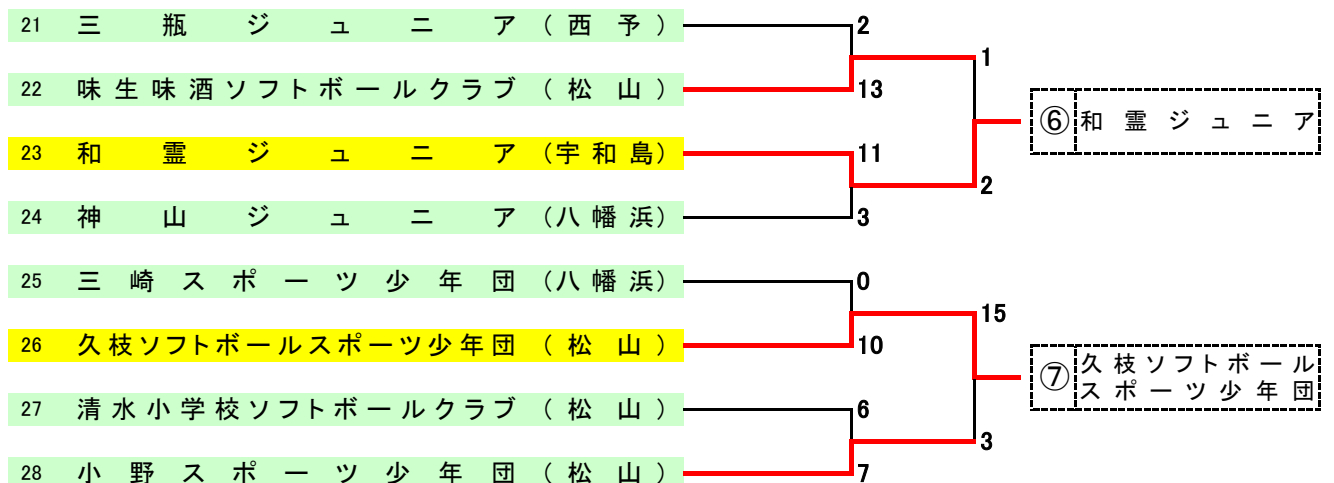 21 三瓶ジュニア (西予) 2
1
22 味生味酒ソフトボールクラブ (松山) 13
⑥ 和霊ジュニア
23 和霊ジュニア (宇和島) 11
2
24 神山ジュニア (八幡浜) 3
25 三崎スポーツ少年団 (八幡浜) 0
15
26 久枝ソフトボールスポーツ少年団 (松山) 10
⑦ 久枝ソフトボール
スポーツ少年団
27 清水小学校ソフトボールクラブ (松山) 6
3
28 小野スポーツ少年団 (松山) 7